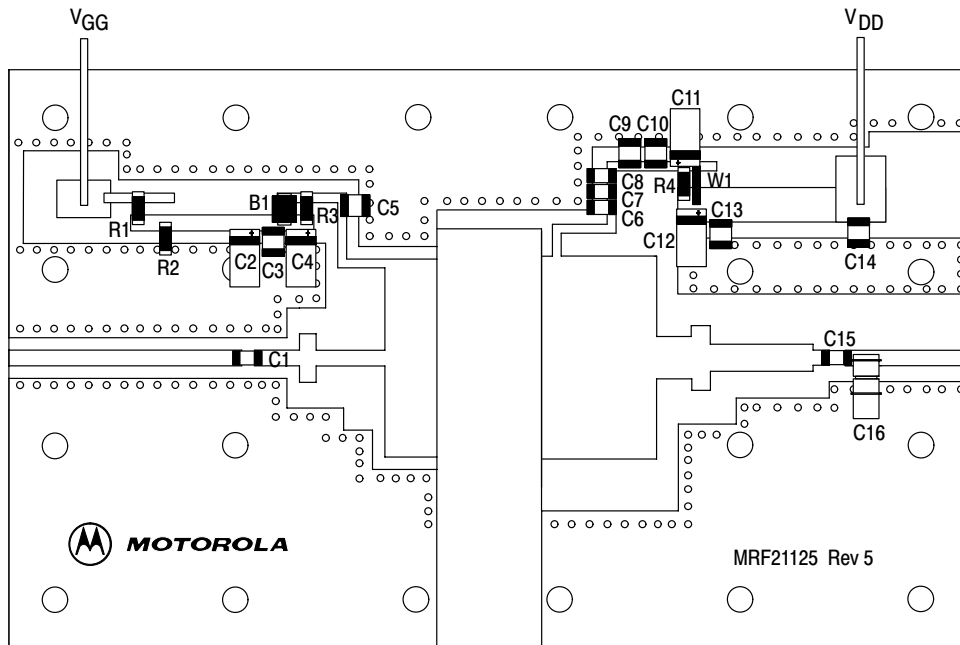 VGG
VDD
C11
C9 C10
C8
C7
C6
R4
W1
B1
R3
C5
R1
R2
C2
C3
C4
C12
C13
C14
C1
C15
C16
MOTOROLA
MRF21125 Rev 5